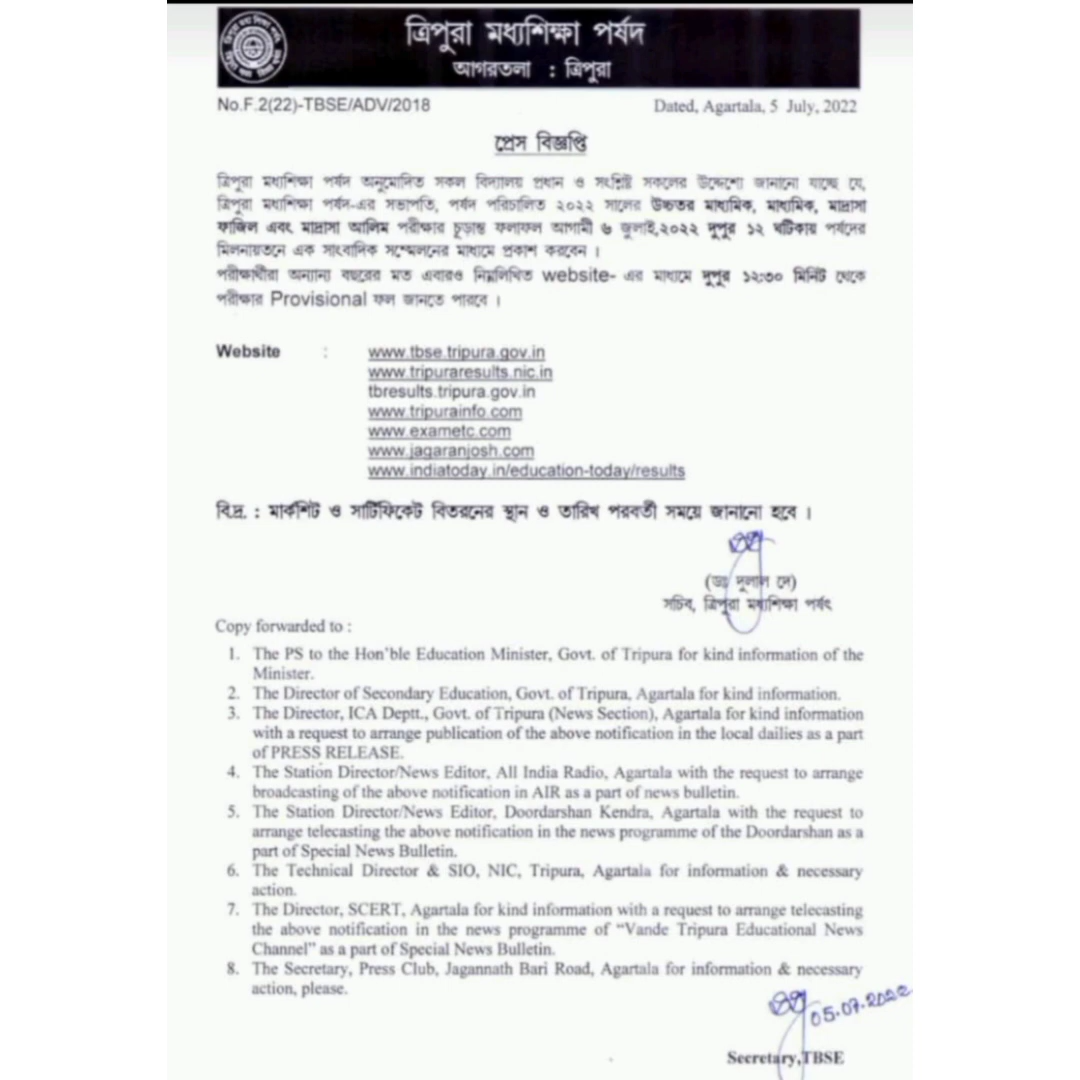 ত্রিপুরা মধ্যশিক্ষা পর্ষদ
আগরতলা : ত্রিপুরা
No.F.2(22)-TBSE/ADV/2018 Dated, Agartala, 5 July, 2022
প্রেস বিজ্ঞপ্তি
ত্রিপুরা মধ্যশিক্ষা পর্ষদ অনুমোদিত সকল বিদ্যালয় প্রধান ও সংশ্লিষ্ট সকলের উদ্দেশ্যে জানানো যাচ্ছে যে,
ত্রিপুরা মধ্যশিক্ষা পর্ষদ-এর সভাপতি, পর্ষদ পরিচালিত ২০২২ সালের উচ্চতর মাধ্যমিক, মাধ্যমিক, মাদ্রাসা
ফাজিল এবং মাদ্রাসা আলিম পরীক্ষার চূড়ান্ত ফলাফল আগামী ৬ জুলাই,২০২২ দুপুর ১২ ঘটিকায় পর্ষদের
মিলনায়তনে এক সাংবাদিক সম্মেলনের মাধ্যমে প্রকাশ করবেন ।
পরীক্ষার্থীরা অন্যান্য বছরের মত এবারও নিম্নলিখিত website- এর মাধ্যমে দুপুর ১২:৩০ মিনিট থেকে
পরীক্ষার Provisional ফল জানতে পারবে ।
Website : www.tbse.tripura.gov.in
www.tripuraresults.nic.in
tbresults.tripura.gov.in
www.tripurainfo.com
www.exametc.com
www.jagaranjosh.com
www.indiatoday.in/education-today/results
বি.দ্র. : মার্কশিট ও সার্টিফিকেট বিতরনের স্থান ও তারিখ পরবর্তী সময়ে জানানো হবে ।
(ডঃ দুলাল দে)
সচিব, ত্রিপুরা মধ্যশিক্ষা পর্ষৎ
Copy forwarded to :
1. The PS to the Hon'ble Education Minister, Govt. of Tripura for kind information of the
Minister.
2. The Director of Secondary Education, Govt. of Tripura, Agartala for kind information.
3. The Director, ICA Deptt., Govt. of Tripura (News Section), Agartala for kind information
with a request to arrange publication of the above notification in the local dailies as a part
of PRESS RELEASE.
4. The Station Director/News Editor, All India Radio, Agartala with the request to arrange
broadcasting of the above notification in AIR as a part of news bulletin.
5. The Station Director/News Editor, Doordarshan Kendra, Agartala with the request to
arrange telecasting the above notification in the news programme of the Doordarshan as a
part of Special News Bulletin.
6. The Technical Director & SIO, NIC, Tripura, Agartala for information & necessary
action.
7. The Director, SCERT, Agartala for kind information with a request to arrange telecasting
the above notification in the news programme of “Vande Tripura Educational News
Channel” as a part of Special News Bulletin.
8. The Secretary, Press Club, Jagannath Bari Road, Agartala for information & necessary
action, please.
05.07.2022
Secretary,TBSE